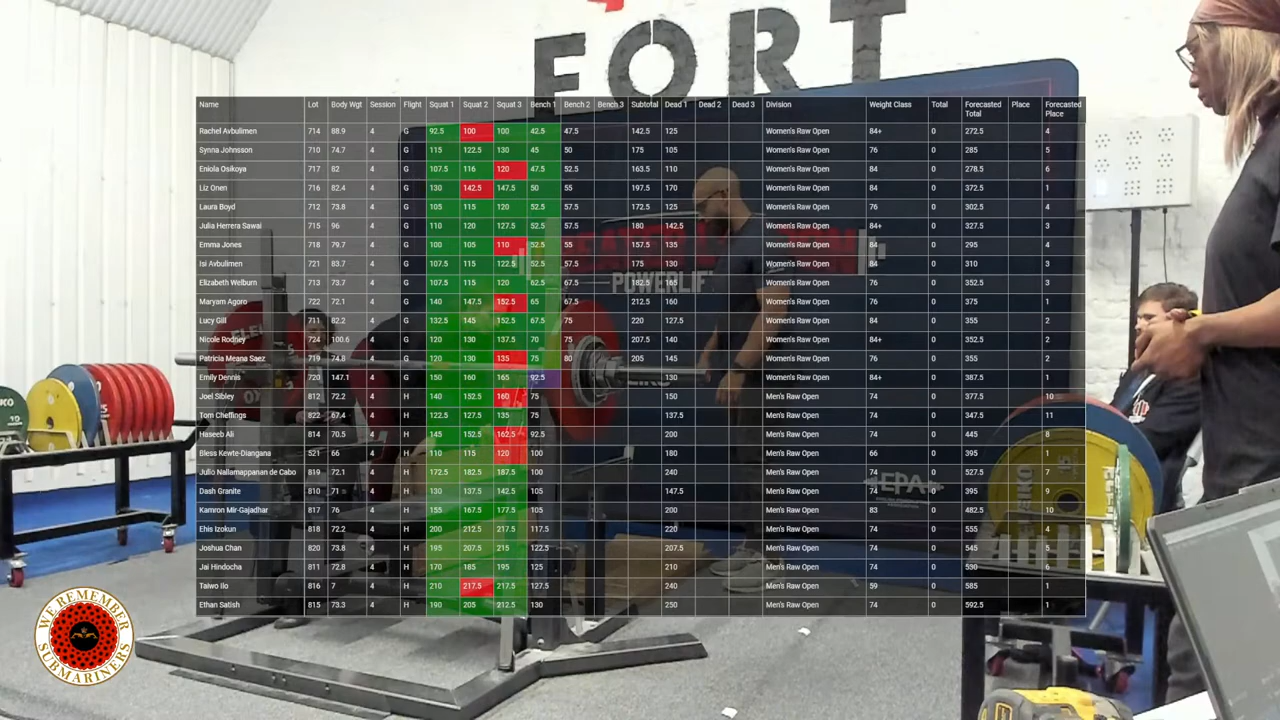 FORT
Name Lot Body Wgt Session Flight Squat 1 Squat 2 Squat 3 Bench 1 Bench 2 Bench 3 Subtotal Dead 1 Dead 2 Dead 3 Division Weight Class Total Forecasted Total Place Forecasted Place
Rachel Avbulimen 714 88.9 4 G 92.5 100 100 42.5 47.5 142.5 125 Women's Raw Open 84+ 0 272.5 4
Synna Johnsson 710 74.7 4 G 115 122.5 130 45 50 175 105 Women's Raw Open 76 0 285 5
Eniola Osikoya 717 82 4 G 107.5 116 120 47.5 52.5 163.5 110 Women's Raw Open 84 0 278.5 6
Liz Onen 716 82.4 4 G 130 142.5 147.5 50 55 197.5 170 Women's Raw Open 84 0 372.5 1
Laura Boyd 712 73.8 4 G 105 115 120 52.5 57.5 172.5 125 Women's Raw Open 76 0 302.5 4
Julia Herrera Sawai 715 96 4 G 110 120 127.5 52.5 57.5 180 142.5 Women's Raw Open 84+ 0 327.5 3
Emma Jones 718 79.7 4 G 100 105 110 52.5 55 157.5 135 Women's Raw Open 84 0 295 4
Isi Avbulimen 721 83.7 4 G 107.5 115 122.5 52.5 57.5 175 130 Women's Raw Open 84 0 310 3
Elizabeth Welburn 713 73.7 4 G 107.5 115 120 62.5 67.5 182.5 165 Women's Raw Open 76 0 352.5 3
Maryam Agoro 722 72.1 4 G 140 147.5 152.5 65 67.5 212.5 160 Women's Raw Open 76 0 375 1
Lucy Gill 711 82.2 4 G 132.5 145 152.5 67.5 75 220 127.5 Women's Raw Open 84 0 355 2
Nicole Rodney 724 100.6 4 G 120 130 137.5 70 75 207.5 140 Women's Raw Open 84+ 0 352.5 2
Patricia Meana Saez 719 74.8 4 G 120 130 135 75 80 205 145 Women's Raw Open 76 0 355 2
Emily Dennis 720 147.1 4 G 150 160 165 92.5 130 Women's Raw Open 84+ 0 387.5 1
Joel Sibley 812 72.2 4 H 140 152.5 160 75 150 Men's Raw Open 74 0 377.5 10
Tom Cheffings 822 67.4 4 H 122.5 127.5 135 75 137.5 Men's Raw Open 74 0 347.5 11
Haseeb Ali 814 70.5 4 H 145 152.5 162.5 92.5 200 Men's Raw Open 74 0 445 8
Bless Kewte-Diangana 521 66 4 H 110 115 120 100 180 Men's Raw Open 66 0 395 1
Julio Nallamappanan de Cabo 819 72.1 4 H 172.5 182.5 187.5 100 240 Men's Raw Open 74 0 527.5 7
Dash Granite 810 71 4 H 130 137.5 142.5 105 147.5 Men's Raw Open 74 0 395 9
Kamron Mir-Gajadhar 817 76 4 H 155 167.5 177.5 105 200 Men's Raw Open 83 0 482.5 10
Ehis Izokun 818 72.2 4 H 200 212.5 217.5 117.5 220 Men's Raw Open 74 0 555 4
Joshua Chan 820 73.8 4 H 195 207.5 215 122.5 207.5 Men's Raw Open 74 0 545 5
Jai Hindocha 811 72.8 4 H 170 185 195 125 210 Men's Raw Open 74 0 530 6
Taiwo Ilo 816 7 4 H 210 217.5 217.5 127.5 240 Men's Raw Open 59 0 585 1
Ethan Satish 815 73.3 4 H 190 205 212.5 130 250 Men's Raw Open 74 0 592.5 1
POWERLIF
EPA
WE REMEMBER
SUBMARINERS